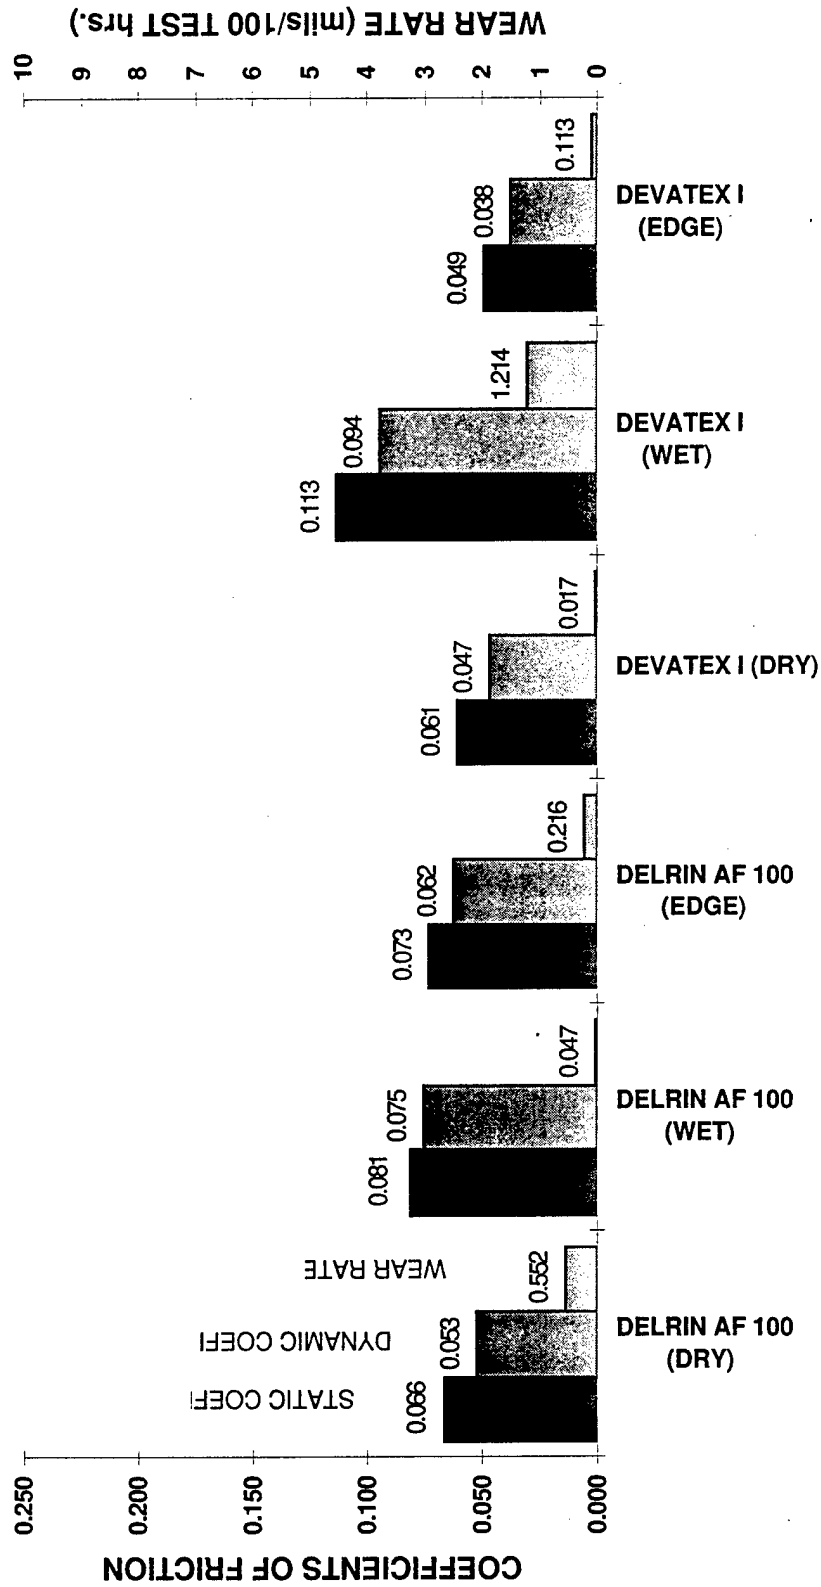 COEFFICIENTS OF FRICTION
0.250
0.200
0.150
0.100
0.050
0.000
STATIC COEF
DYNAMIC COEF
WEAR RATE
0.066
0.053
0.552
0.081
0.075
0.047
0.073
0.062
0.216
0.061
0.047
0.017
0.113
0.094
1.214
0.049
0.038
0.113
DELRIN AF 100
(DRY)
DELRIN AF 100
(WET)
DELRIN AF 100
(EDGE)
DEVATEX I (DRY)
DEVATEX I
(WET)
DEVATEX I
(EDGE)
10
9
8
7
6
5
4
3
2
1
0
WEAR RATE (mils/100 TEST hrs.)